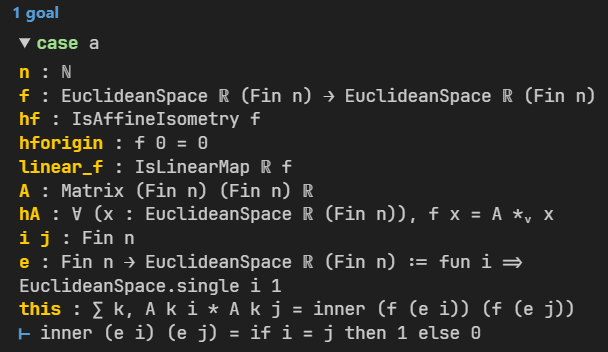 1 goal
▼ case a
n : ℕ
f : EuclideanSpace ℝ (Fin n) → EuclideanSpace ℝ (Fin n)
hf : IsAffineIsometry f
hforigin : f 0 = 0
linear_f : IsLinearMap ℝ f
A : Matrix (Fin n) (Fin n) ℝ
hA : ∀ (x : EuclideanSpace ℝ (Fin n)), f x = A *ᵥ x
i j : Fin n
e : Fin n → EuclideanSpace ℝ (Fin n) := fun i ⇒
EuclideanSpace.single i 1
this : ∑ k, A k i * A k j = inner (f (e i)) (f (e j))
⊢ inner (e i) (e j) = if i = j then 1 else 0